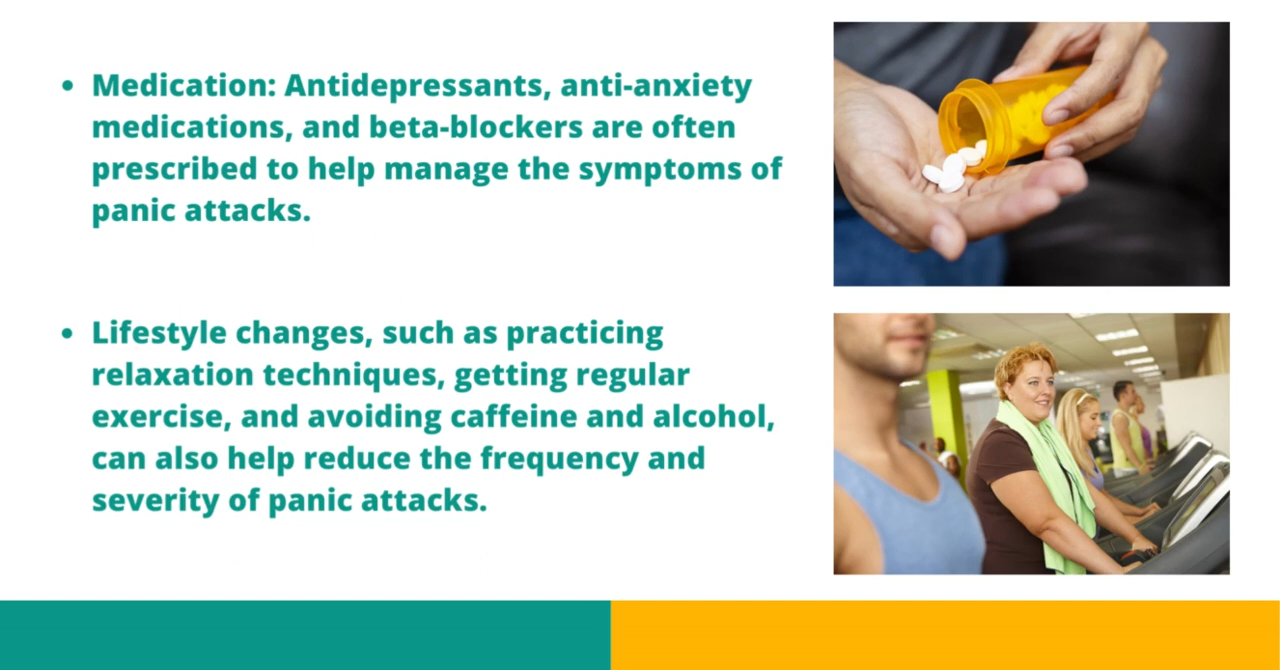 • Medication: Antidepressants, anti-anxiety
medications, and beta-blockers are often
prescribed to help manage the symptoms of
panic attacks.
• Lifestyle changes, such as practicing
relaxation techniques, getting regular
exercise, and avoiding caffeine and alcohol,
can also help reduce the frequency and
severity of panic attacks.